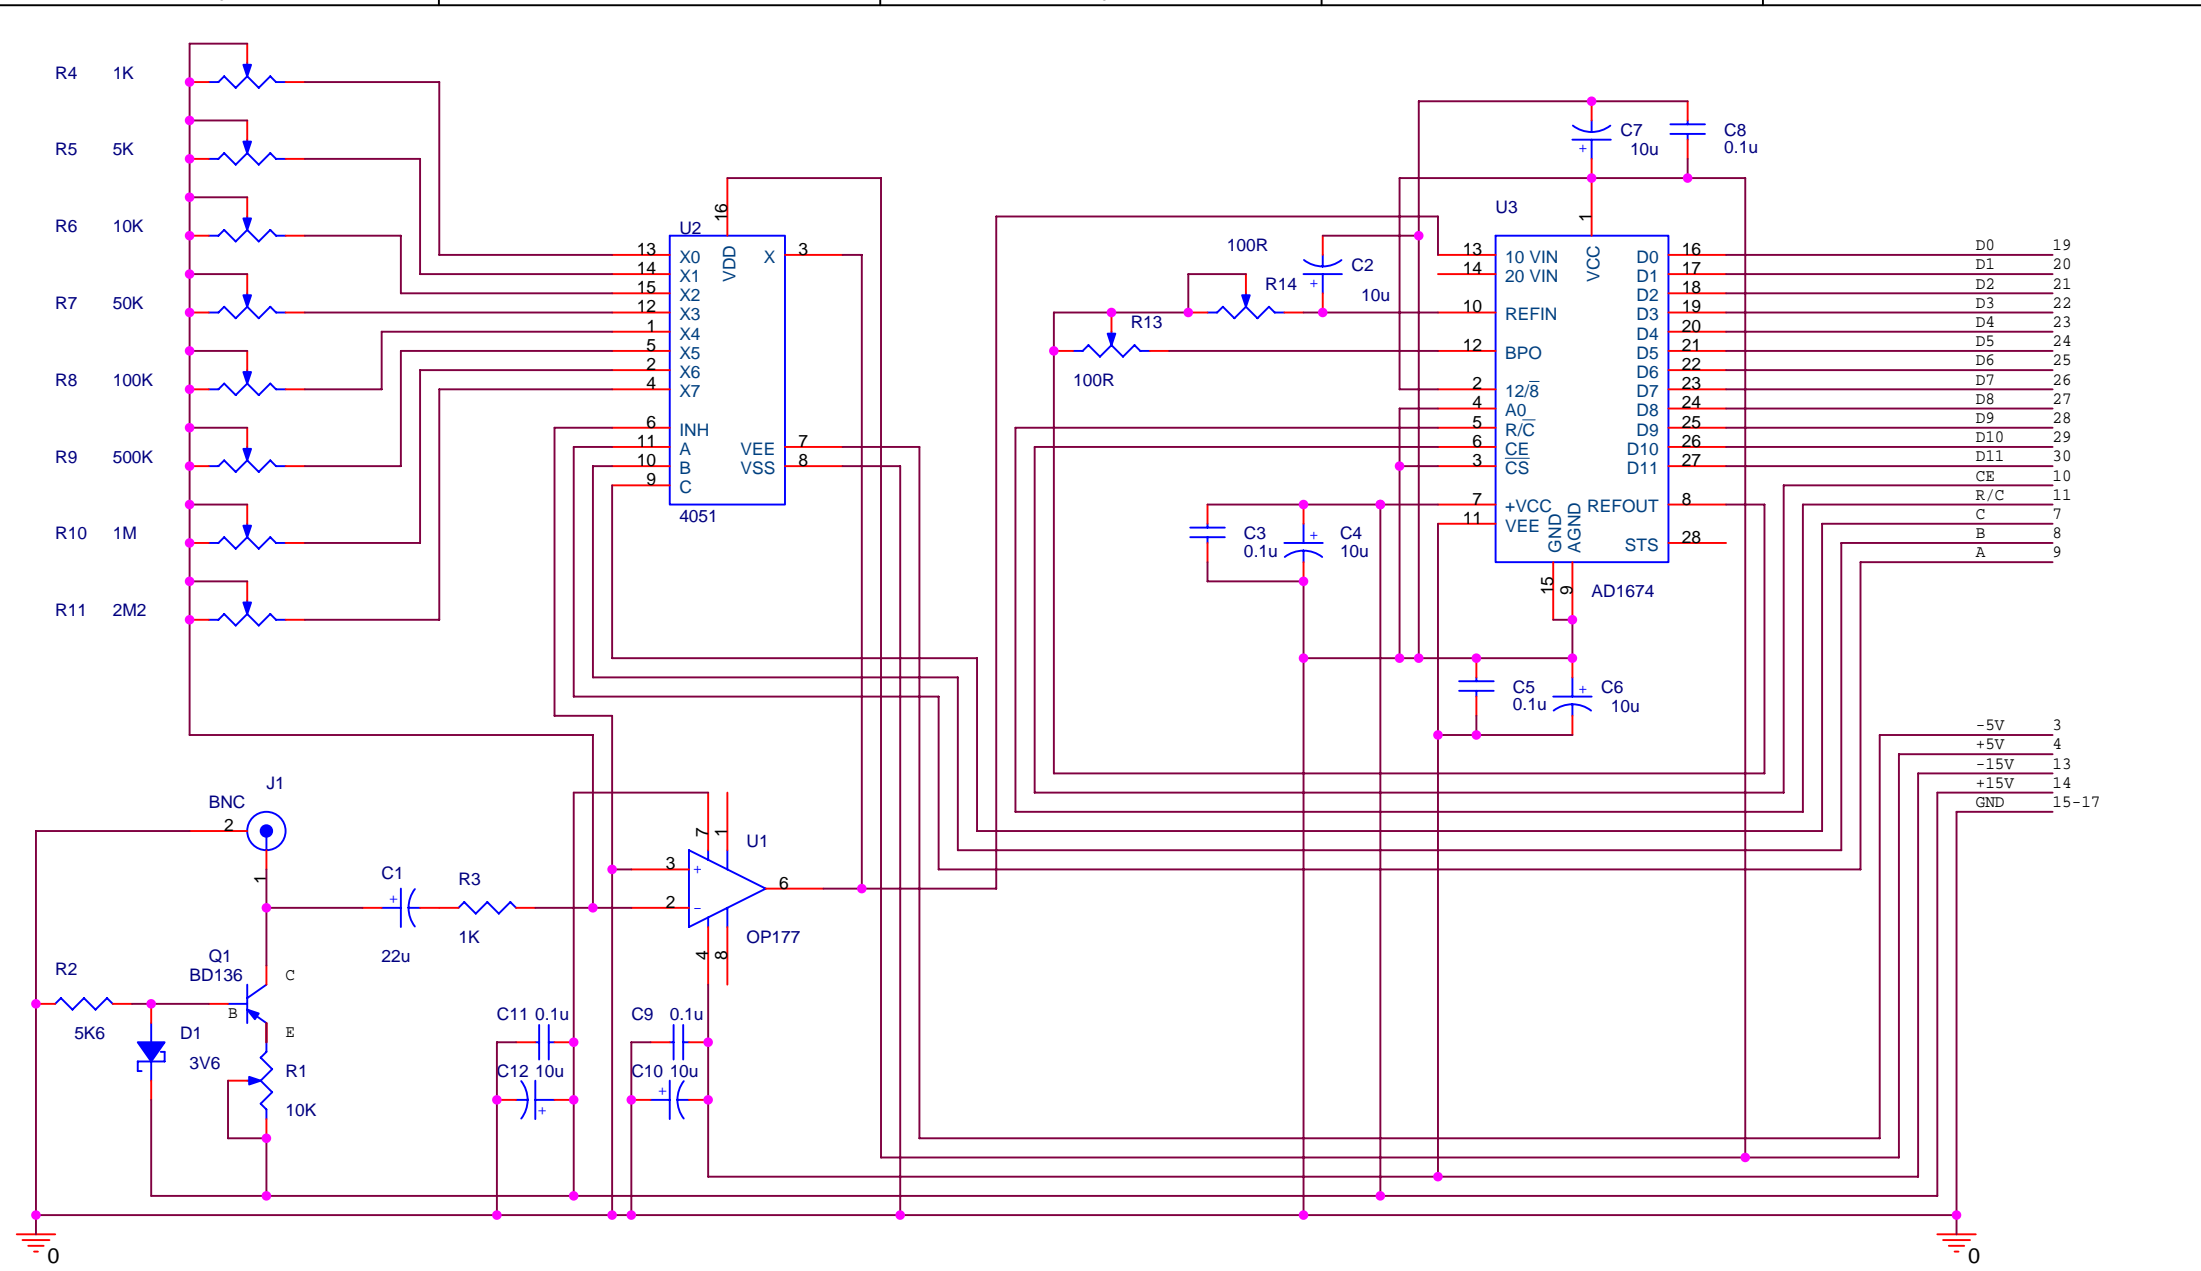 R4 1K
R5 5K
R6 10K
R7 50K
R8 100K
R9 500K
R10 1M
R11 2M2
U2
16
VDD
13 X0
14 X1
15 X2
12 X3
1 X4
5 X5
2 X6
4 X7
6 INH
11 A
10 B
9 C
X 3
VEE 7
VSS 8
4051
C7
+
10u
C8
0.1u
U3
1
VCC
100R
C2
+
10u
R14
R13
100R
13 10 VIN
14 20 VIN
10 REFIN
12 BPO
2 12/8
4 A0
5 R/C
6 CE
3 CS
7 +VCC
11 VEE
GND
AGND
15
9
D0 16
D1 17
D2 18
D3 19
D4 20
D5 21
D6 22
D7 23
D8 24
D9 25
D10 26
D11 27
REFOUT 8
STS 28
AD1674
C3
0.1u
+
C4
10u
C5
0.1u
+
C6
10u
D0 19
D1 20
D2 21
D3 22
D4 23
D5 24
D6 25
D7 26
D8 27
D9 28
D10 29
D11 30
CE 10
R/C 11
C 7
B 8
A 9
-5V 3
+5V 4
-15V 13
+15V 14
GND 15-17
J1
BNC
2
1
C1
+
22u
R3
1K
U1
7
1
3 +
2 -
6
4
8
OP177
Q1
BD136
C
B
E
R2
5K6
D1
3V6
R1
10K
C11 0.1u
C12 10u
+
C9 0.1u
C10 10u
+
0
0